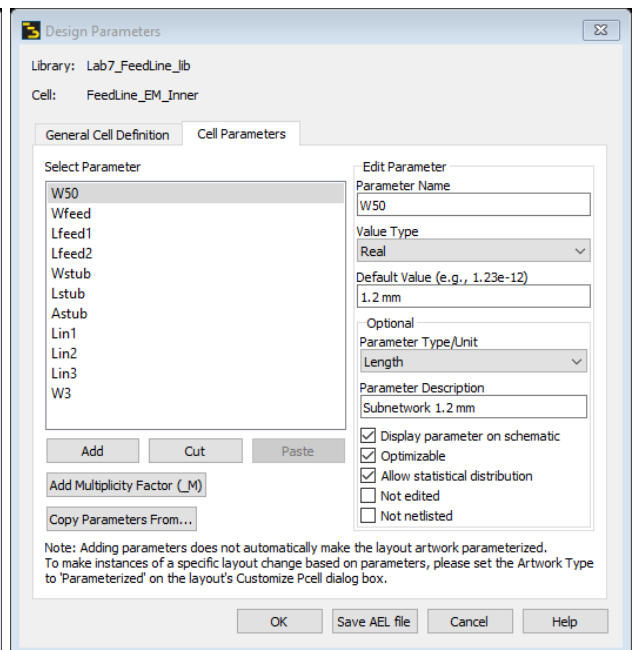 Design Parameters
Library: Lab7_FeedLine_lib
Cell: FeedLine_EM_Inner
General Cell Definition
Cell Parameters
Select Parameter
W50
Wfeed
Lfeed1
Lfeed2
Wstub
Lstub
Astub
Lin1
Lin2
Lin3
W3
Add
Cut
Paste
Add Multiplicity Factor (_M)
Copy Parameters From...
Edit Parameter
Parameter Name
W50
Value Type
Real
Default Value (e.g., 1.23e-12)
1.2 mm
Optional
Parameter Type/Unit
Length
Parameter Description
Subnetwork 1.2 mm
Display parameter on schematic
Optimizable
Allow statistical distribution
Not edited
Not netlisted
Note: Adding parameters does not automatically make the layout artwork parameterized.
To make instances of a specific layout change based on parameters, please set the Artwork Type
to 'Parameterized' on the layout's Customize Pcell dialog box.
OK
Save AEL file
Cancel
Help